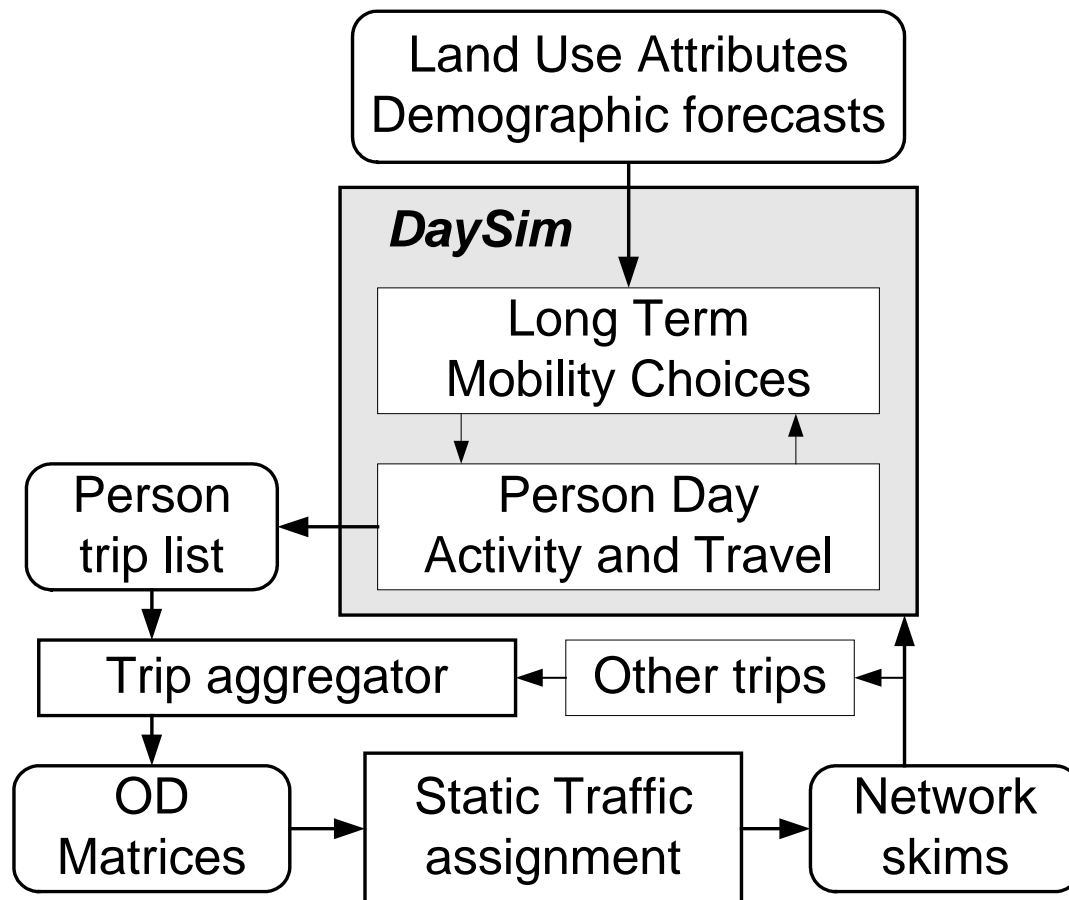 Land Use Attributes
Demographic forecasts
DaySim
Long Term
Mobility Choices
Person Day
Activity and Travel
Person
trip list
Trip aggregator
Other trips
OD
Matrices
Static Traffic
assignment
Network
skims